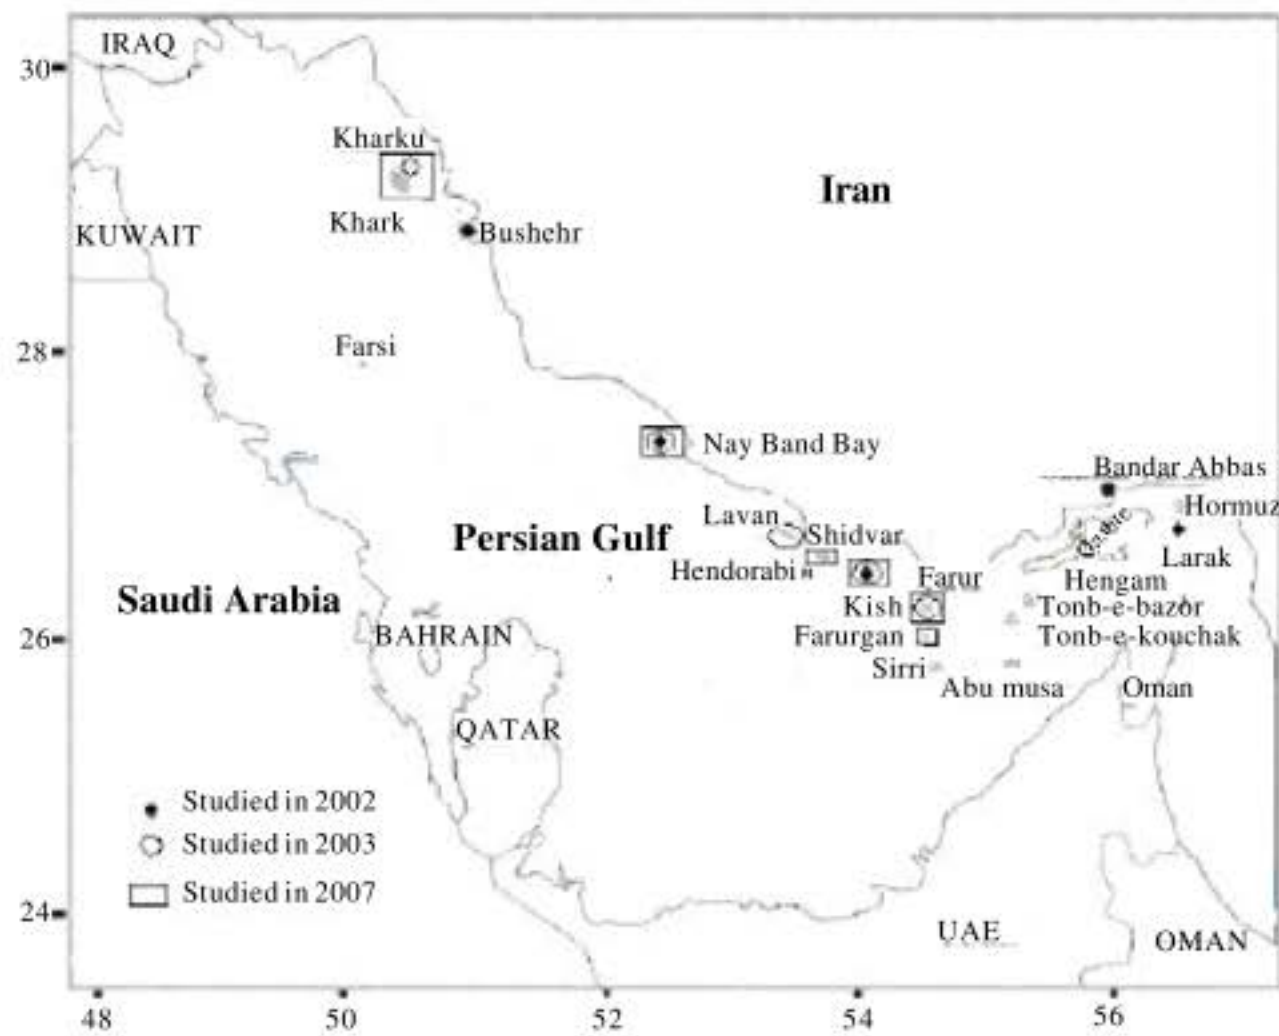 IRAQ
30
Kharku
Iran
Khark
KUWAIT
Bushehr
Farsi
28
Nay Band Bay
Bandar Abbas
Hormuz
Lavan
Shidvar
Persian Gulf
Larak
Hendorabi
Farur
Hengam
Saudi Arabia
Kish
Tonb-e-bazor
26
BAHRAIN
Farurgan
Tonb-e-kouchak
Sirri
Abu musa
Oman
QATAR
Studied in 2002
Studied in 2003
Studied in 2007
24
UAE
OMAN
48 50 52 54 56